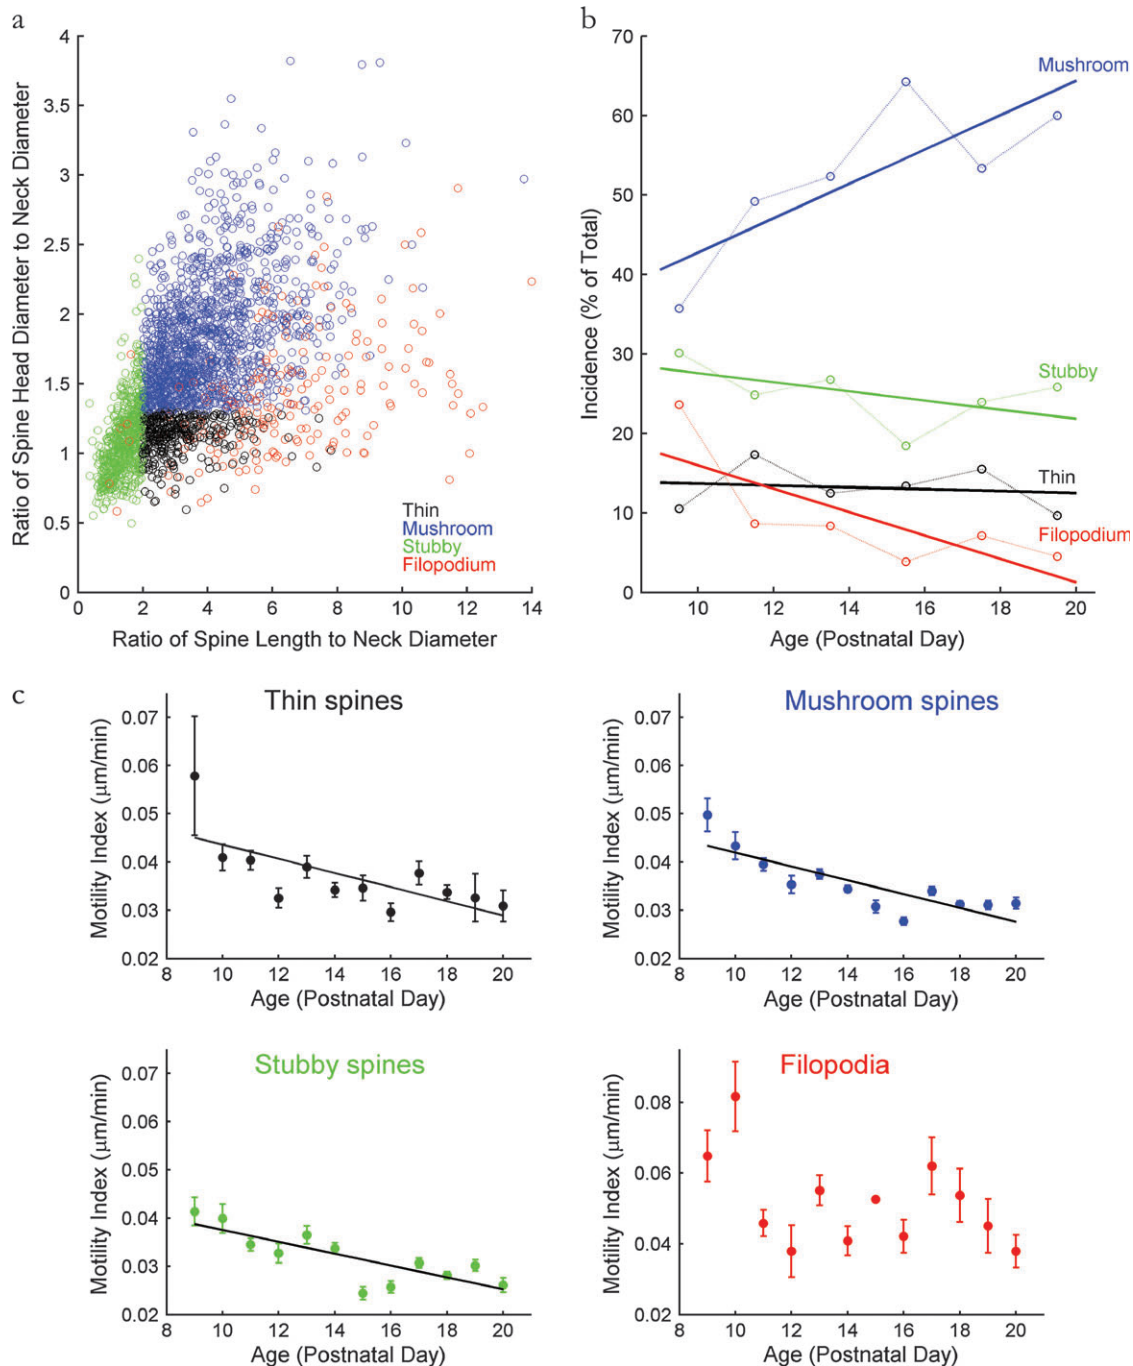 a
Ratio of Spine Head Diameter to Neck Diameter
4
3.5
3
2.5
2
1.5
1
0.5
0
0 2 4 6 8 10 12 14
Ratio of Spine Length to Neck Diameter
Thin
Mushroom
Stubby
Filopodium
b
Incidence (% of Total)
70
60
50
40
30
20
10
0
10 12 14 16 18 20
Age (Postnatal Day)
Mushroom
Stubby
Thin
Filopodium
c
Thin spines
Motility Index (μm/min)
0.07
0.06
0.05
0.04
0.03
0.02
8 10 12 14 16 18 20
Age (Postnatal Day)
Mushroom spines
Motility Index (μm/min)
0.07
0.06
0.05
0.04
0.03
0.02
8 10 12 14 16 18 20
Age (Postnatal Day)
Stubby spines
Motility Index (μm/min)
0.07
0.06
0.05
0.04
0.03
0.02
8 10 12 14 16 18 20
Age (Postnatal Day)
Filopodia
Motility Index (μm/min)
0.08
0.06
0.04
0.02
8 10 12 14 16 18 20
Age (Postnatal Day)